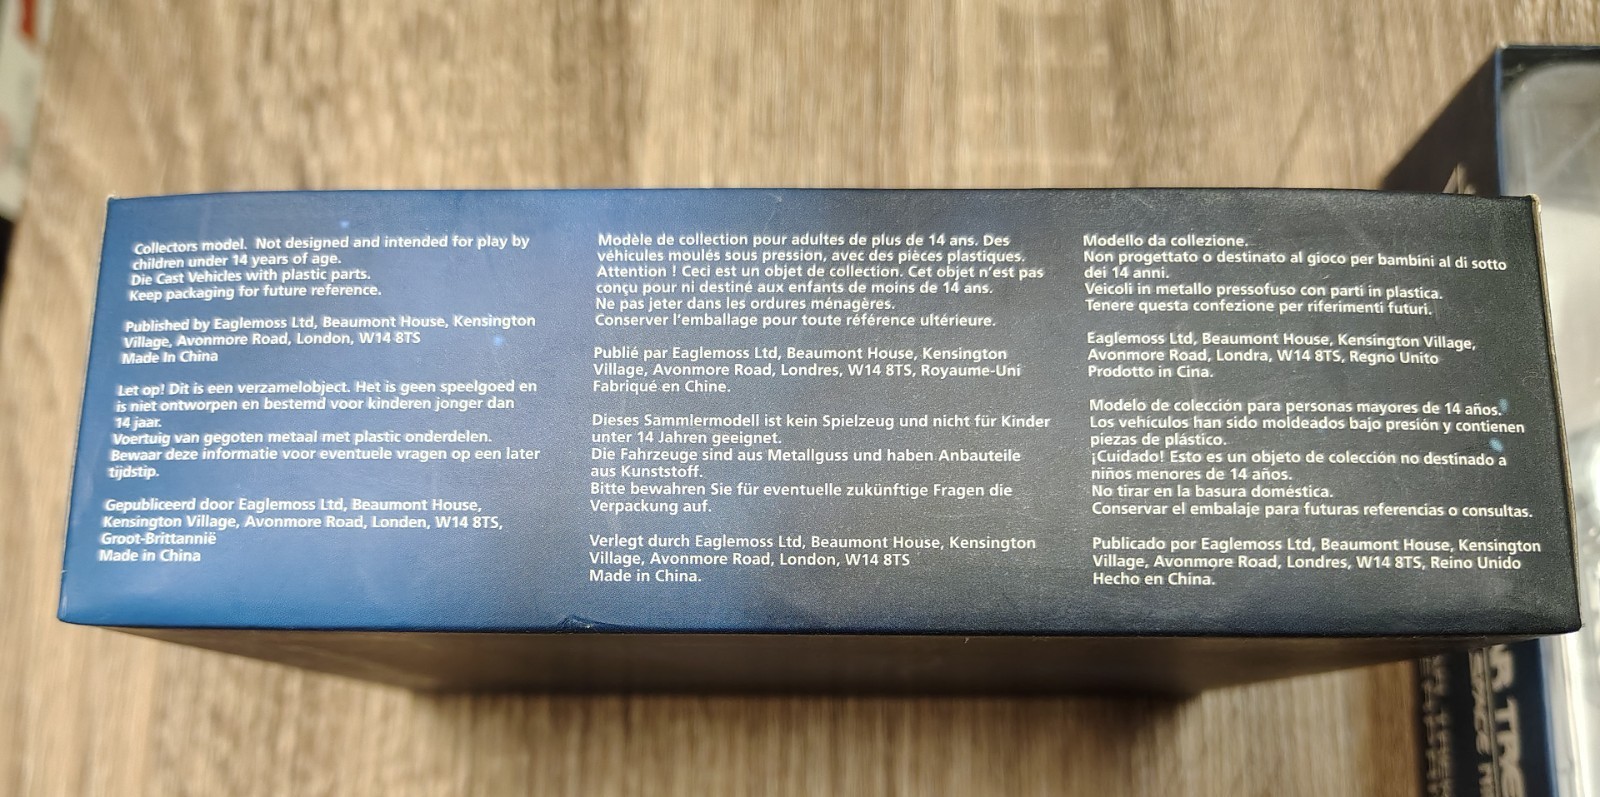 Collectors model. Not designed and intended for play by
children under 14 years of age.
Die Cast Vehicles with plastic parts.
Keep packaging for future reference.
Published by Eaglemoss Ltd, Beaumont House, Kensington
Village, Avonmore Road, London, W14 8TS
Made In China
Let op! Dit is een verzamelobject. Het is geen speelgoed en
is niet ontworpen en bestemd voor kinderen jonger dan
14 jaar.
Voertuig van gegoten metaal met plastic onderdelen.
Bewaar deze informatie voor eventuele vragen op een later
tijdstip.
Gepubliceerd door Eaglemoss Ltd, Beaumont House,
Kensington Village, Avonmore Road, Londen, W14 8TS,
Groot-Brittannië
Made in China
Modèle de collection pour adultes de plus de 14 ans. Des
véhicules moulés sous pression, avec des pièces plastiques.
Attention ! Ceci est un objet de collection. Cet objet n'est pas
conçu pour ni destiné aux enfants de moins de 14 ans.
Ne pas jeter dans les ordures ménagères.
Conserver l'emballage pour toute référence ultérieure.
Publié par Eaglemoss Ltd, Beaumont House, Kensington
Village, Avonmore Road, Londres, W14 8TS, Royaume-Uni
Fabriqué en Chine.
Dieses Sammlermodell ist kein Spielzeug und nicht für Kinder
unter 14 Jahren geeignet.
Die Fahrzeuge sind aus Metallguss und haben Anbauteile
aus Kunststoff.
Bitte bewahren Sie für eventuelle zukünftige Fragen die
Verpackung auf.
Verlegt durch Eaglemoss Ltd, Beaumont House, Kensington
Village, Avonmore Road, London, W14 8TS
Made in China.
Modello da collezione.
Non progettato o destinato al gioco per bambini al di sotto
dei 14 anni.
Veicoli in metallo pressofuso con parti in plastica.
Tenere questa confezione per riferimenti futuri.
Eaglemoss Ltd, Beaumont House, Kensington Village,
Avonmore Road, Londra, W14 8TS, Regno Unito
Prodotto in Cina.
Modelo de colección para personas mayores de 14 años.
Los vehículos han sido moldeados bajo presión y contienen
piezas de plástico.
¡Cuidado! Esto es un objeto de colección no destinado a
niños menores de 14 años.
No tirar en la basura doméstica.
Conservar el embalaje para futuras referencias o consultas.
Publicado por Eaglemoss Ltd, Beaumont House, Kensington
Village, Avonmore Road, Londres, W14 8TS, Reino Unido
Hecho en China.